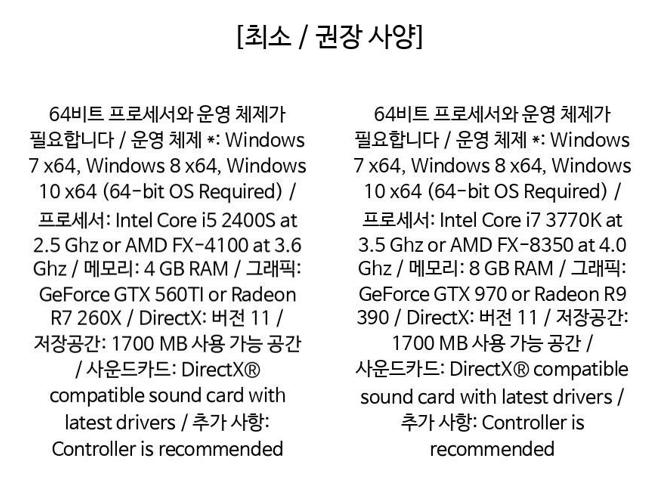 [최소 / 권장 사양]
64비트 프로세서와 운영 체제가
필요합니다 / 운영 체제 *: Windows
7 x64, Windows 8 x64, Windows
10 x64 (64-bit OS Required) /
프로세서: Intel Core i5 2400S at
2.5 Ghz or AMD FX-4100 at 3.6
Ghz / 메모리: 4 GB RAM / 그래픽:
GeForce GTX 560TI or Radeon
R7 260X / DirectX: 버전 11 /
저장공간: 1700 MB 사용 가능 공간
/ 사운드카드: DirectX®
compatible sound card with
latest drivers / 추가 사항:
Controller is recommended
64비트 프로세서와 운영 체제가
필요합니다 / 운영 체제 *: Windows
7 x64, Windows 8 x64, Windows
10 x64 (64-bit OS Required) /
프로세서: Intel Core i7 3770K at
3.5 Ghz or AMD FX-8350 at 4.0
Ghz / 메모리: 8 GB RAM / 그래픽:
GeForce GTX 970 or Radeon R9
390 / DirectX: 버전 11 / 저장공간:
1700 MB 사용 가능 공간 /
사운드카드: DirectX® compatible
sound card with latest drivers /
추가 사항: Controller is
recommended